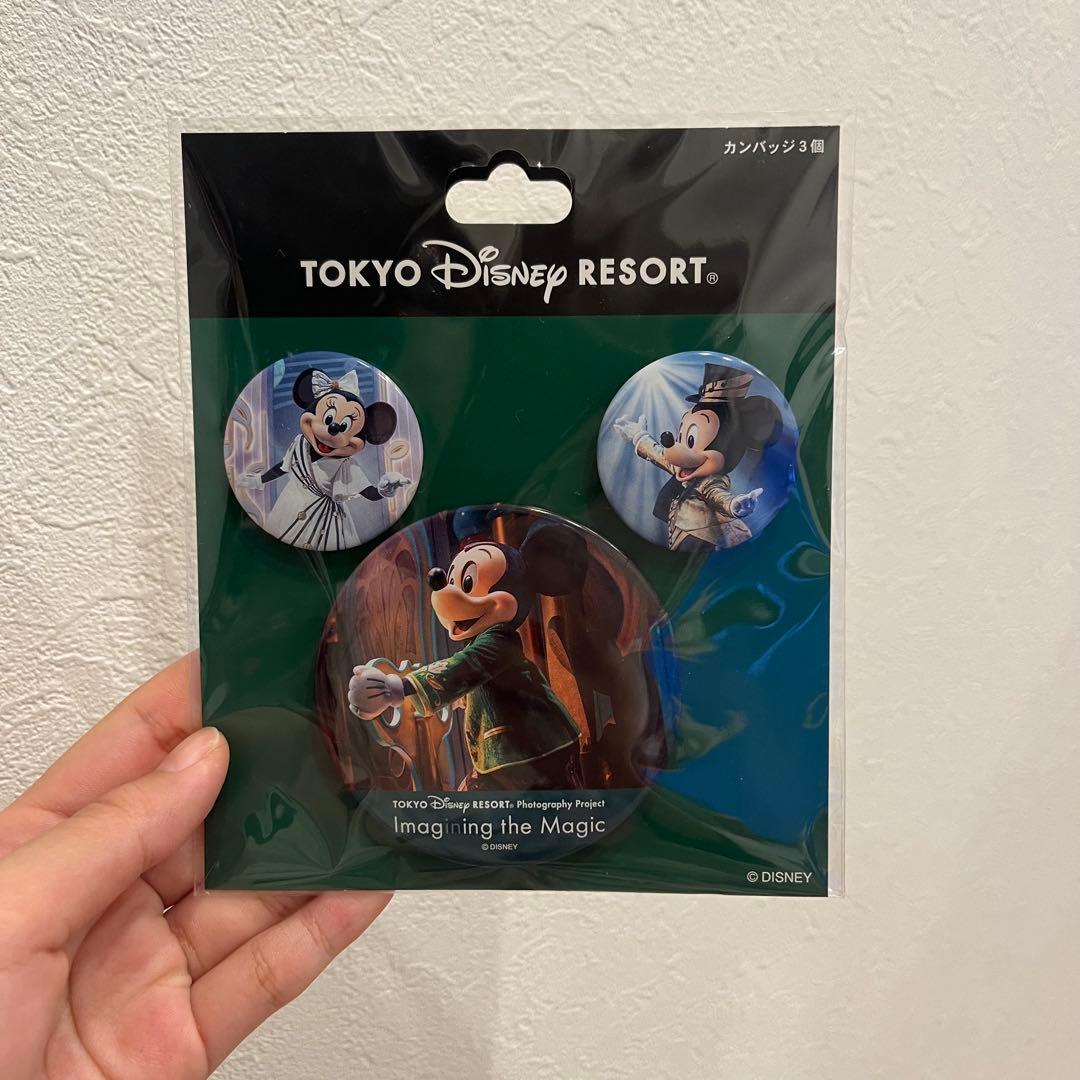 カンバッジ3個
TOKYO Disney RESORT®
TOKYO Disney RESORT® Photography Project
Imagining the Magic
© DISNEY
© DISNEY